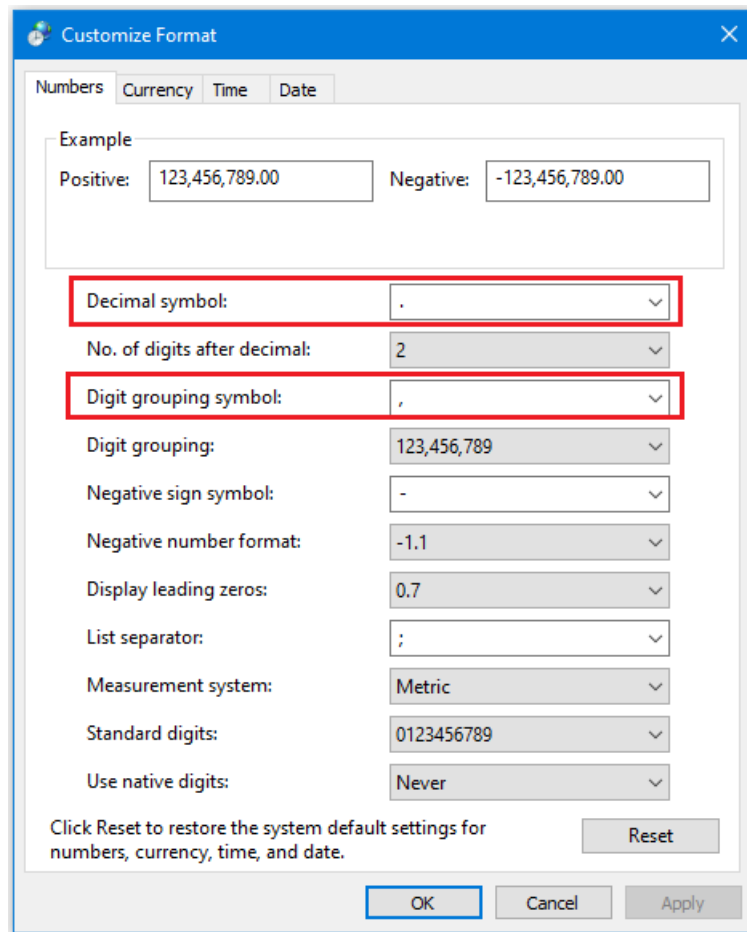 Customize Format
Numbers Currency Time Date
Example
Positive: 123,456,789.00 Negative: -123,456,789.00
Decimal symbol: .
No. of digits after decimal: 2
Digit grouping symbol: ,
Digit grouping: 123,456,789
Negative sign symbol: -
Negative number format: -1.1
Display leading zeros: 0.7
List separator: ;
Measurement system: Metric
Standard digits: 0123456789
Use native digits: Never
Click Reset to restore the system default settings for
numbers, currency, time, and date.
Reset
OK Cancel Apply